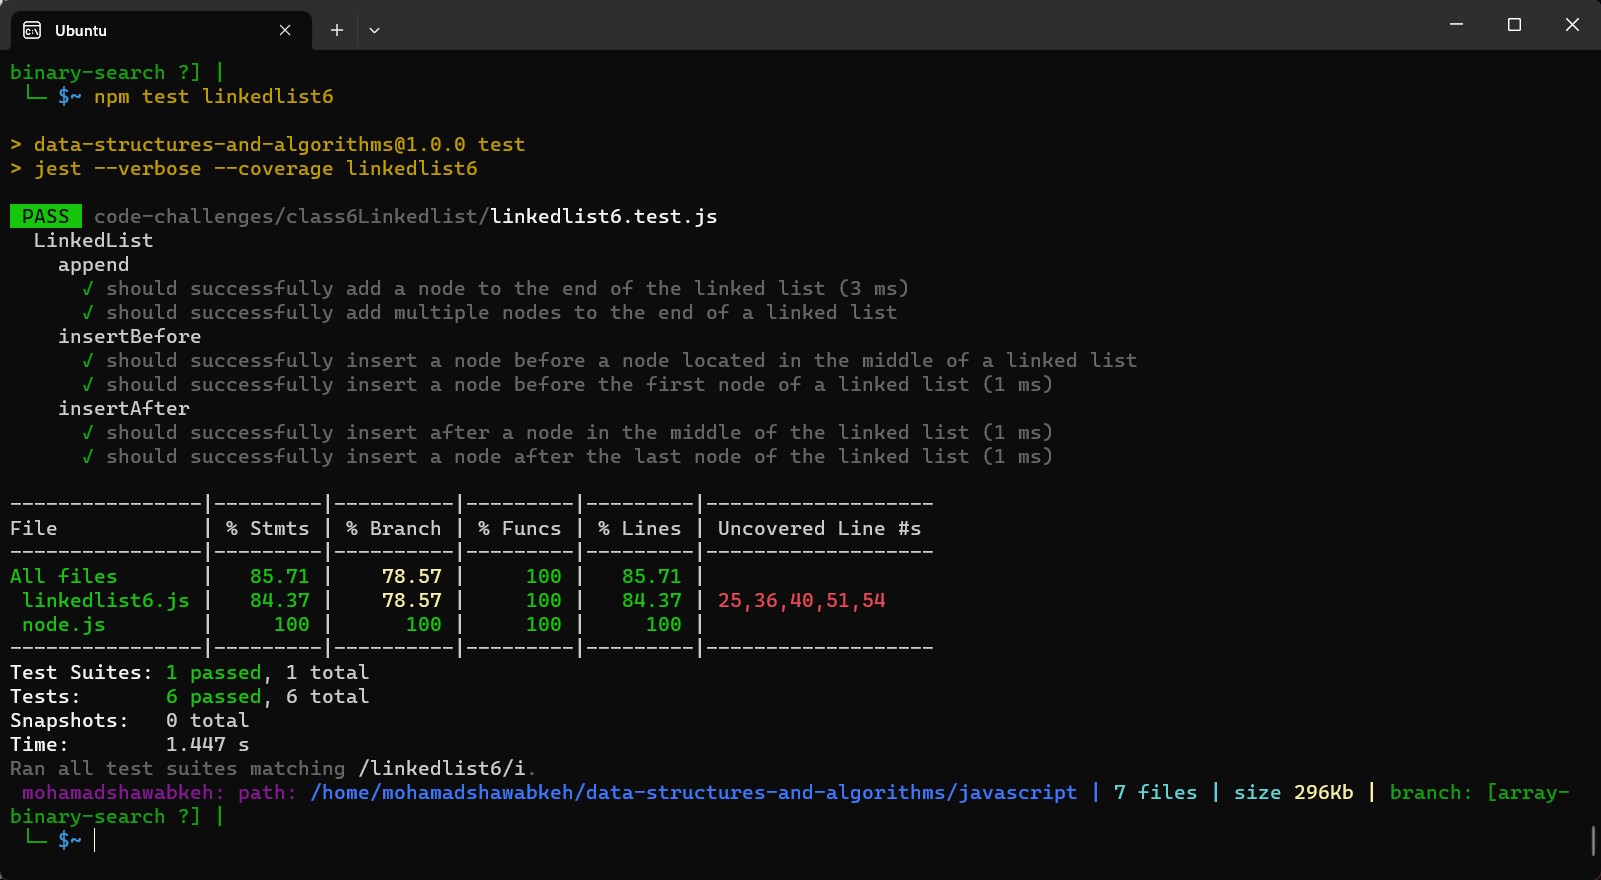 Ubuntu
binary-search ?] |
└─ $~ npm test linkedlist6
> data-structures-and-algorithms@1.0.0 test
> jest --verbose --coverage linkedlist6
PASS code-challenges/class6Linkedlist/linkedlist6.test.js
LinkedList
append
√ should successfully add a node to the end of the linked list (3 ms)
√ should successfully add multiple nodes to the end of a linked list
insertBefore
√ should successfully insert a node before a node located in the middle of a linked list
√ should successfully insert a node before the first node of a linked list (1 ms)
insertAfter
√ should successfully insert after a node in the middle of the linked list (1 ms)
√ should successfully insert a node after the last node of the linked list (1 ms)
----------------|---------|----------|---------|---------|-------------------
File            | % Stmts | % Branch | % Funcs | % Lines | Uncovered Line #s
----------------|---------|----------|---------|---------|-------------------
All files       |   85.71 |    78.57 |     100 |   85.71 |
 linkedlist6.js |   84.37 |    78.57 |     100 |   84.37 | 25,36,40,51,54
 node.js        |     100 |      100 |     100 |     100 |
----------------|---------|----------|---------|---------|-------------------
Test Suites: 1 passed, 1 total
Tests:       6 passed, 6 total
Snapshots:   0 total
Time:        1.447 s
Ran all test suites matching /linkedlist6/i.
mohamadshawabkeh: path: /home/mohamadshawabkeh/data-structures-and-algorithms/javascript | 7 files | size 296Kb | branch: [array-
binary-search ?] |
└─ $~